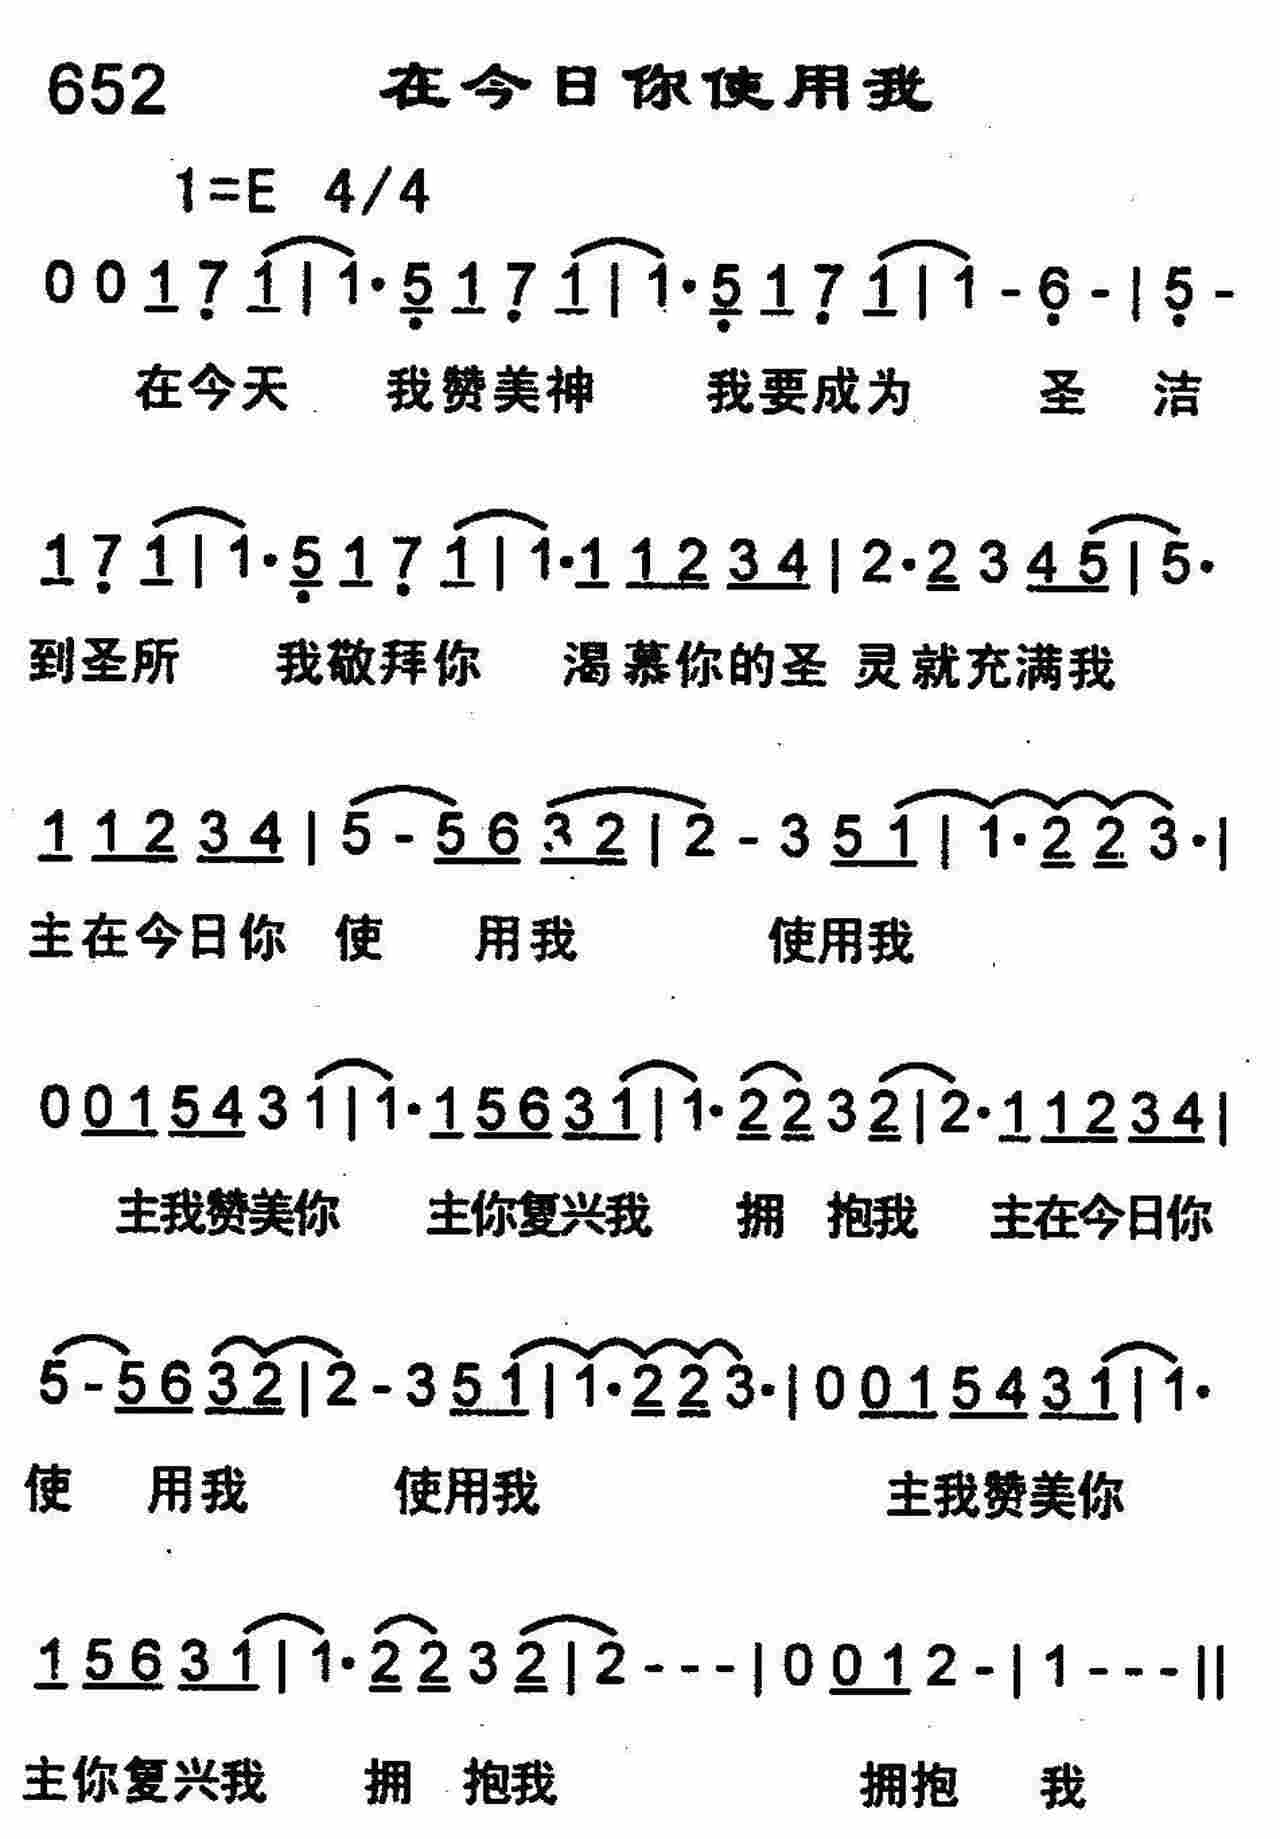 652 在今日你使用我
1=E 4/4
0 0 1 7 1 | 1· 5 1 7 1 | 1· 5 1 7 1 | 1 - 6 - | 5 -
在今天 我赞美神 我要成为 圣 洁
1 7 1 | 1· 5 1 7 1 | 1· 1 1 2 3 4 | 2· 2 3 4 5 | 5·
到圣所 我敬拜你 渴慕你的圣 灵就充满我
1 1 2 3 4 | 5 - 5 6 3 2 | 2 - 3 5 1 | 1· 2 2 3· |
主在今日你 使 用我 使用我
0 0 1 5 4 3 1 | 1· 1 5 6 3 1 | 1· 2 2 3 2 | 2· 1 1 2 3 4 |
主我赞美你 主你复兴我 拥 抱我 主在今日你
5 - 5 6 3 2 | 2 - 3 5 1 | 1· 2 2 3· | 0 0 1 5 4 3 1 | 1·
使 用我 使用我 主我赞美你
1 5 6 3 1 | 1· 2 2 3 2 | 2 - - - | 0 0 1 2 - | 1 - - - ||
主你复兴我 拥 抱我 拥抱 我